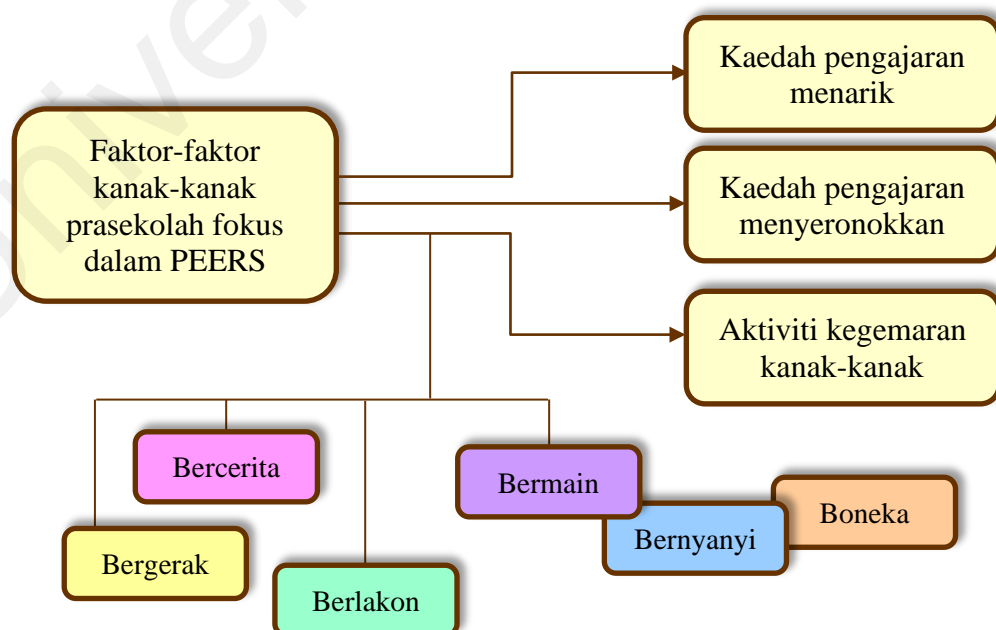 Kaedah pengajaran
menarik
Faktor-faktor
kanak-kanak
prasekolah fokus
dalam PEERS
Kaedah pengajaran
menyeronokkan
Aktiviti kegemaran
kanak-kanak
Bercerita
Bermain
Boneka
Bernyanyi
Bergerak
Berlakon